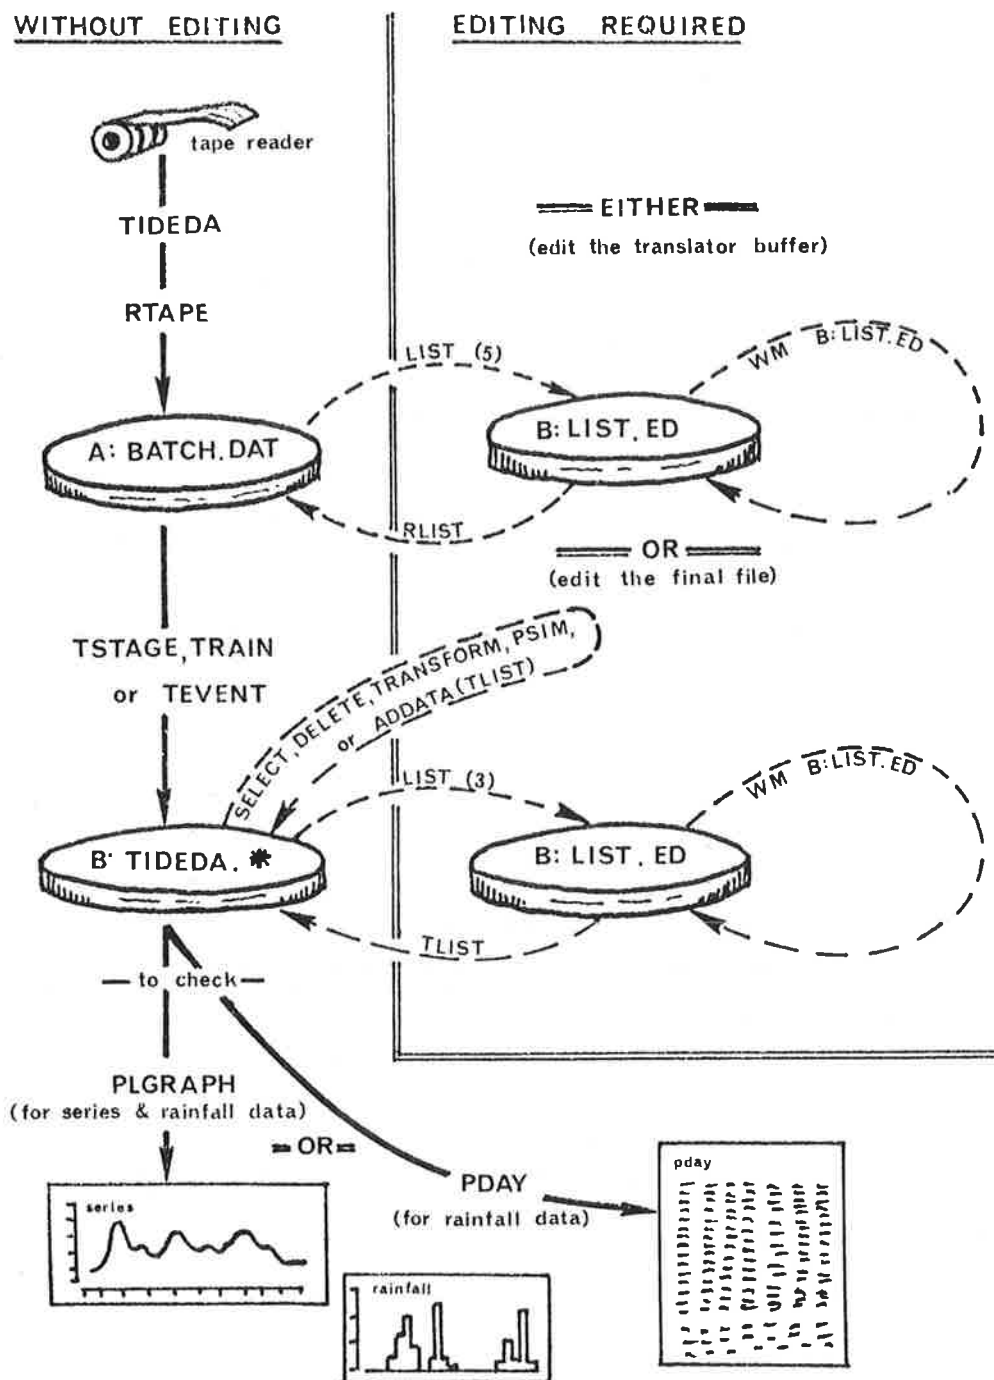 WITHOUT EDITING
EDITING REQUIRED
tape reader
TIDEDA
RTAPE
EITHER
(edit the translator buffer)
LIST (5)
WM B:LIST.ED
A: BATCH.DAT
B: LIST.ED
RLIST
OR
(edit the final file)
TSTAGE, TRAIN
or TEVENT
SELECT, DELETE, TRANSFORM, PSIM,
or ADDATA(TLIST)
LIST (3)
WM B:LIST.ED
B: TIDEDA. *
B: LIST.ED
TLIST
to check
PLGRAPH
(for series & rainfall data)
OR
PDAY
(for rainfall data)
series
rainfall
pday